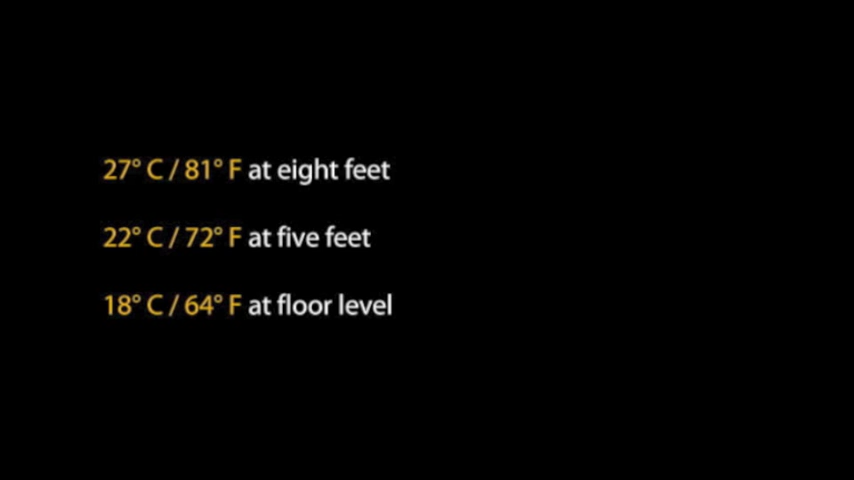 27° C / 81° F at eight feet
22° C / 72° F at five feet
18° C / 64° F at floor level